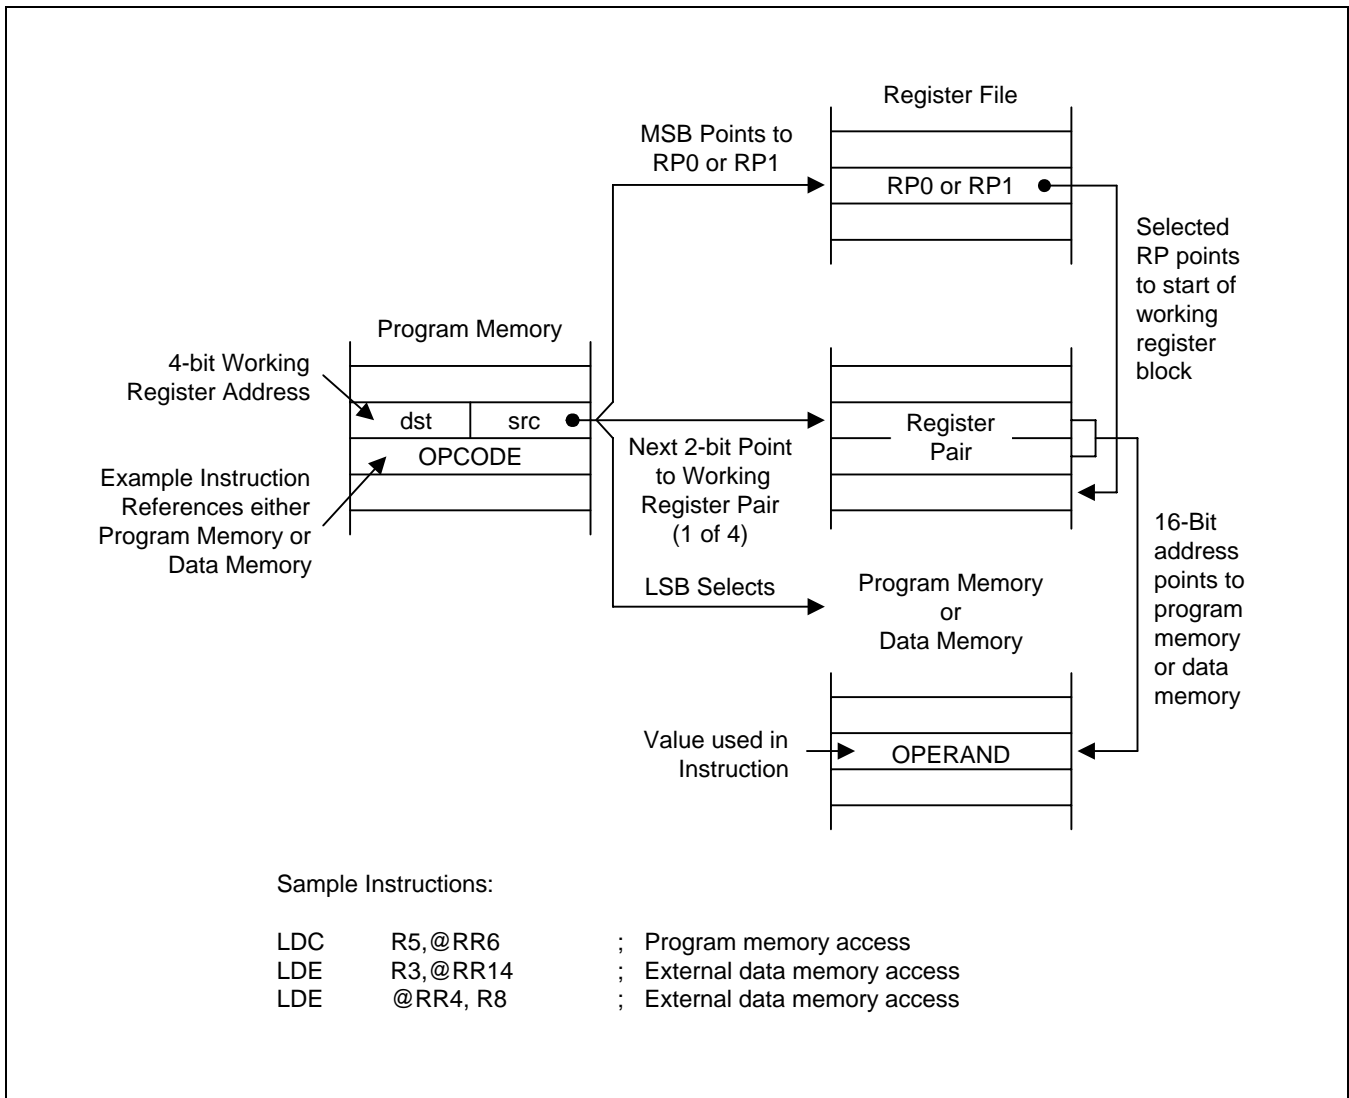 Register File
MSB Points to
RP0 or RP1
RP0 or RP1
Selected
RP points
to start of
working
register
block
Program Memory
4-bit Working
Register Address
dst src
OPCODE
Example Instruction
References either
Program Memory or
Data Memory
Next 2-bit Point
to Working
Register Pair
(1 of 4)
Register
Pair
LSB Selects
Program Memory
or
Data Memory
16-Bit
address
points to
program
memory
or data
memory
Value used in
Instruction
OPERAND
Sample Instructions:
LDC R5,@RR6 ; Program memory access
LDE R3,@RR14 ; External data memory access
LDE @RR4, R8 ; External data memory access